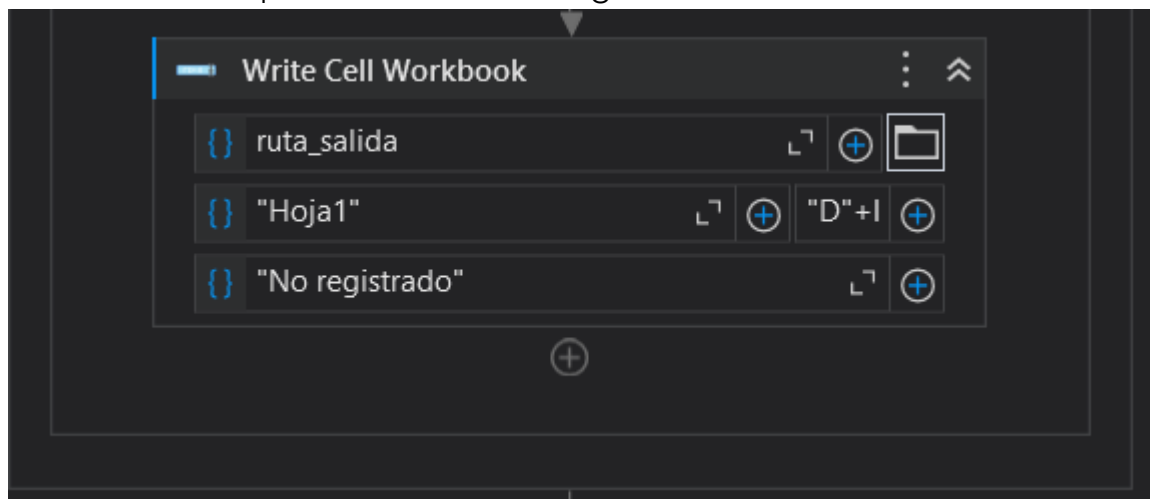 Write Cell Workbook
{} ruta_salida
{} "Hoja1" "D"+I
{} "No registrado"